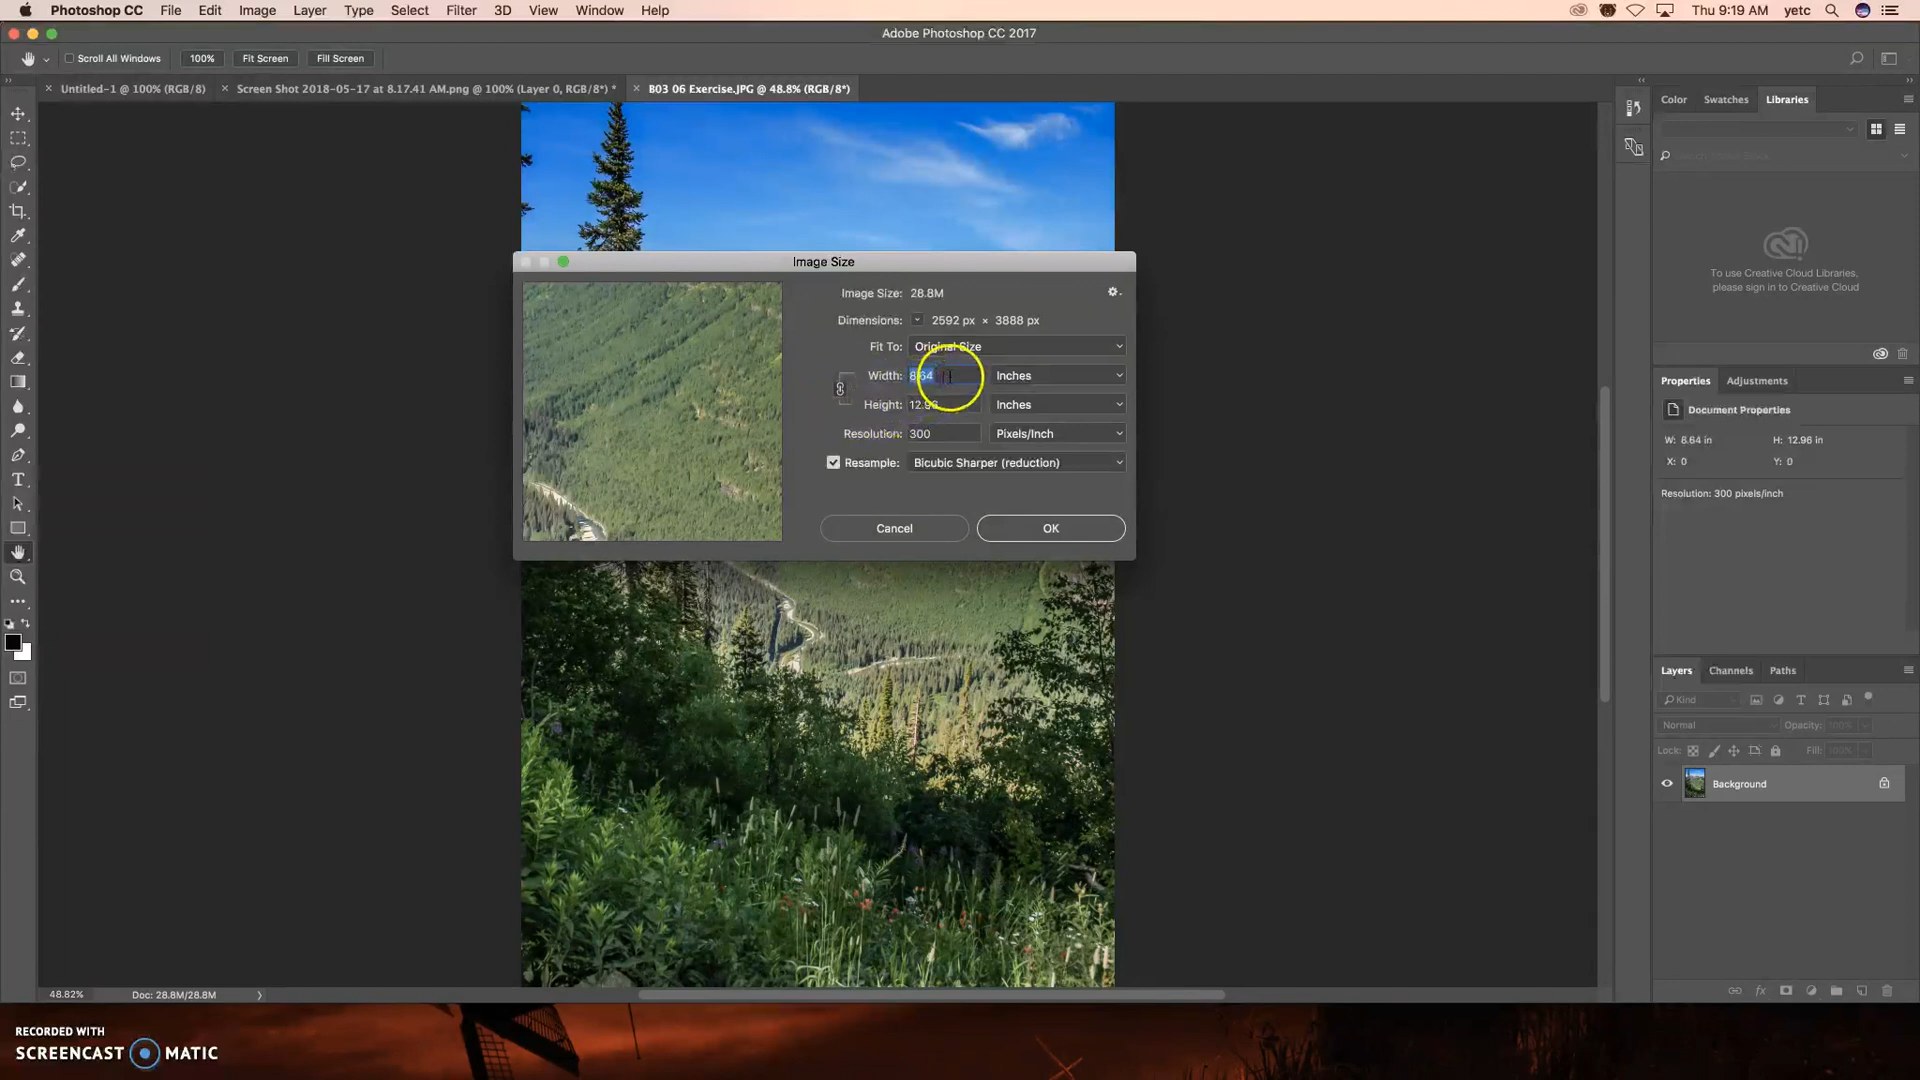 Photoshop CC File Edit Image Layer Type Select Filter 3D View Window Help Thu 9:19 AM yetc
Adobe Photoshop CC 2017
Scroll All Windows 100% Fit Screen Fill Screen
Untitled-1 @ 100% (RGB/8) Screen Shot 2018-05-17 at 8.17.41 AM.png @ 100% (Layer 0, RGB/8*) * B03 06 Exercise.JPG @ 48.8% (RGB/8*)
Color Swatches Libraries
Image Size
Image Size: 28.8M
Dimensions: 2592 px × 3888 px
Fit To: Original Size
Width: 8.64 Inches
Height: 12.96 Inches
Resolution: 300 Pixels/Inch
Resample: Bicubic Sharper (reduction)
Cancel OK
To use Creative Cloud Libraries,
please sign in to Creative Cloud
Properties Adjustments
Document Properties
W: 8.64 in H: 12.96 in
X: 0 Y: 0
Resolution: 300 pixels/inch
Layers Channels Paths
Kind
Normal Opacity: 100%
Lock: Fill: 100%
Background
fx
48.82% Doc: 28.8M/28.8M
RECORDED WITH
SCREENCAST MATIC